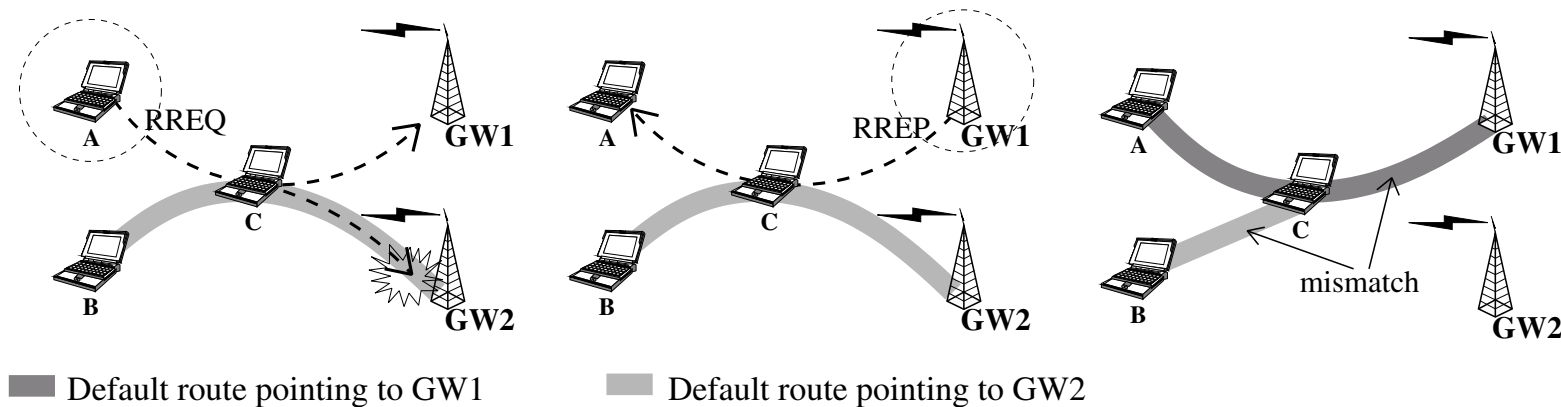 A
RREQ
GW1
C
B
GW2
A
RREP
GW1
C
B
GW2
A
GW1
C
B
mismatch
GW2
Default route pointing to GW1
Default route pointing to GW2